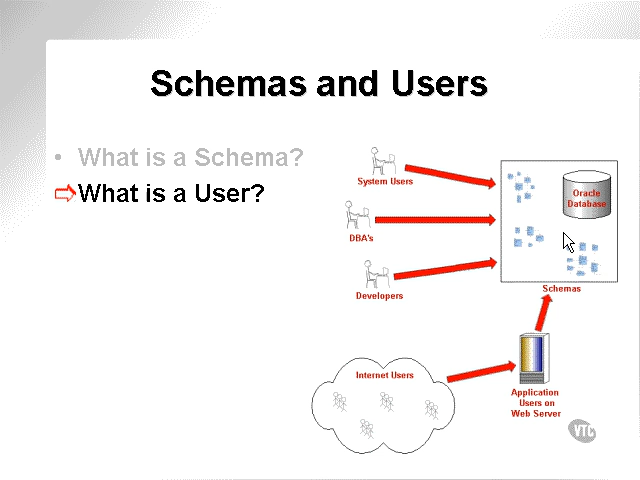 Schemas and Users
• What is a Schema?
What is a User?
System Users
Oracle
Database
DBA's
Developers
Schemas
Internet Users
Application
Users on
Web Server
VTC